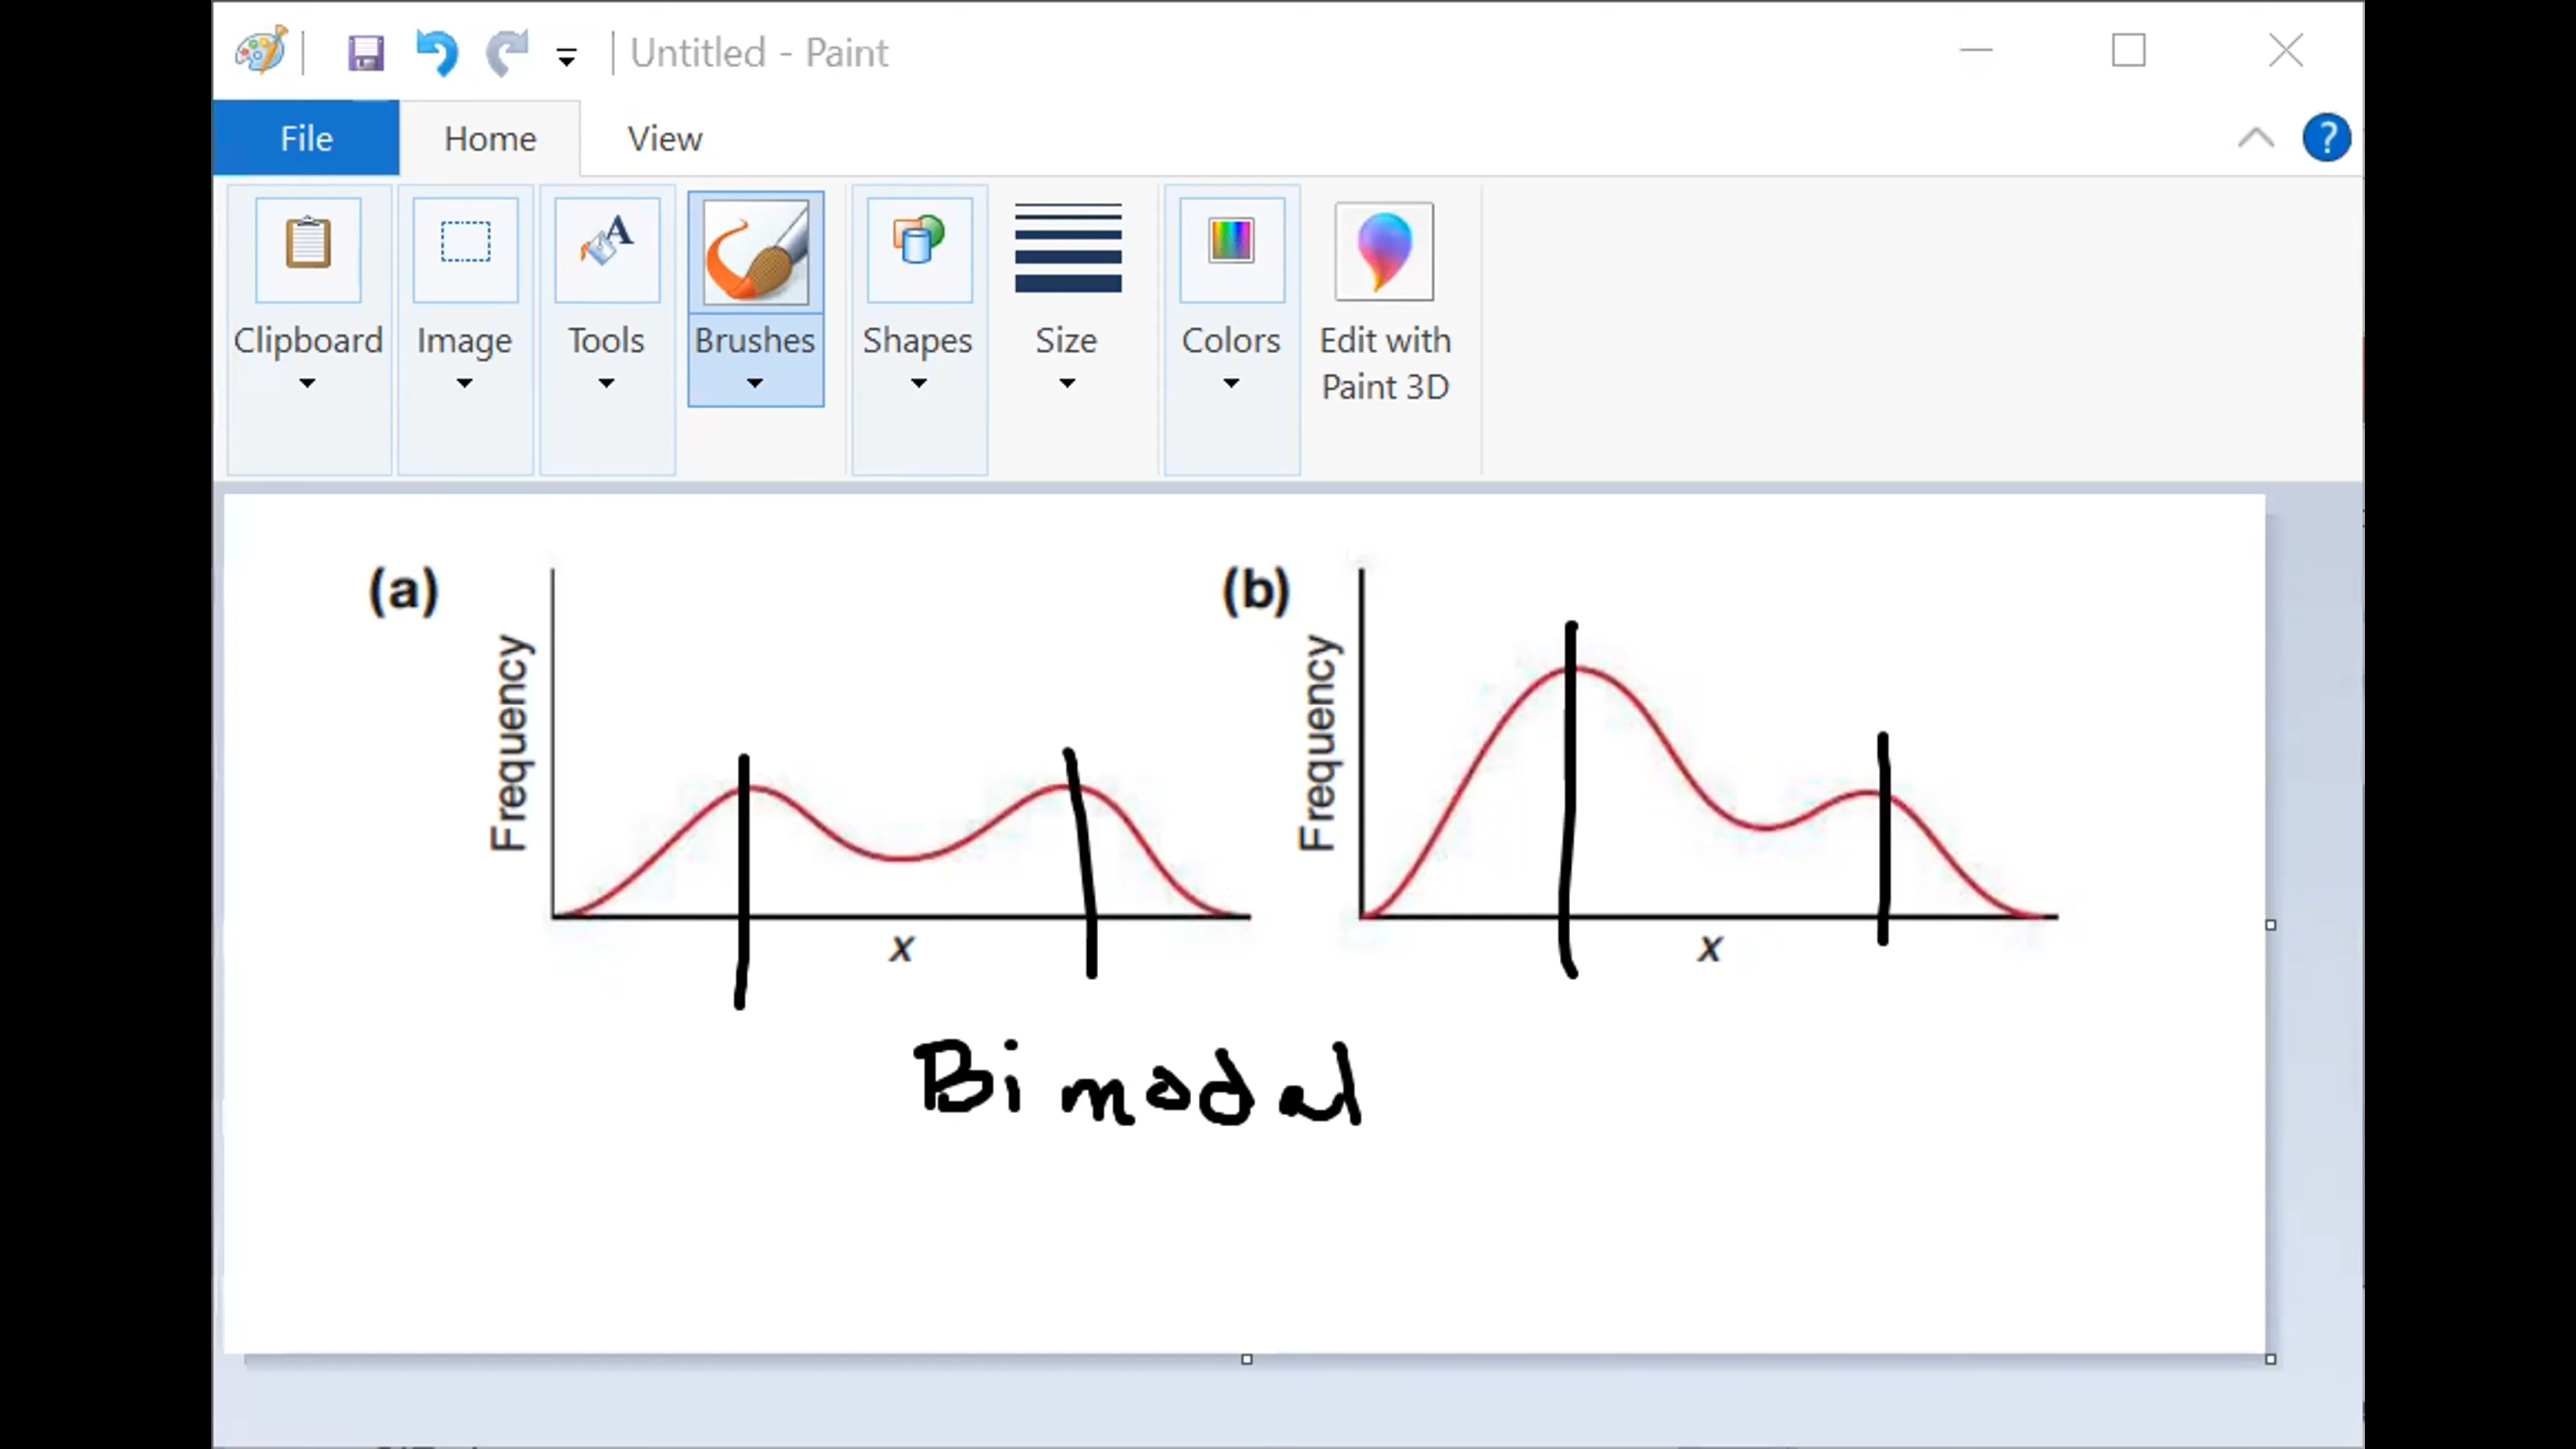 Untitled - Paint
File Home View
Clipboard Image Tools Brushes Shapes Size Colors Edit with
Paint 3D
(a) Frequency x
(b) Frequency x
Bimodal